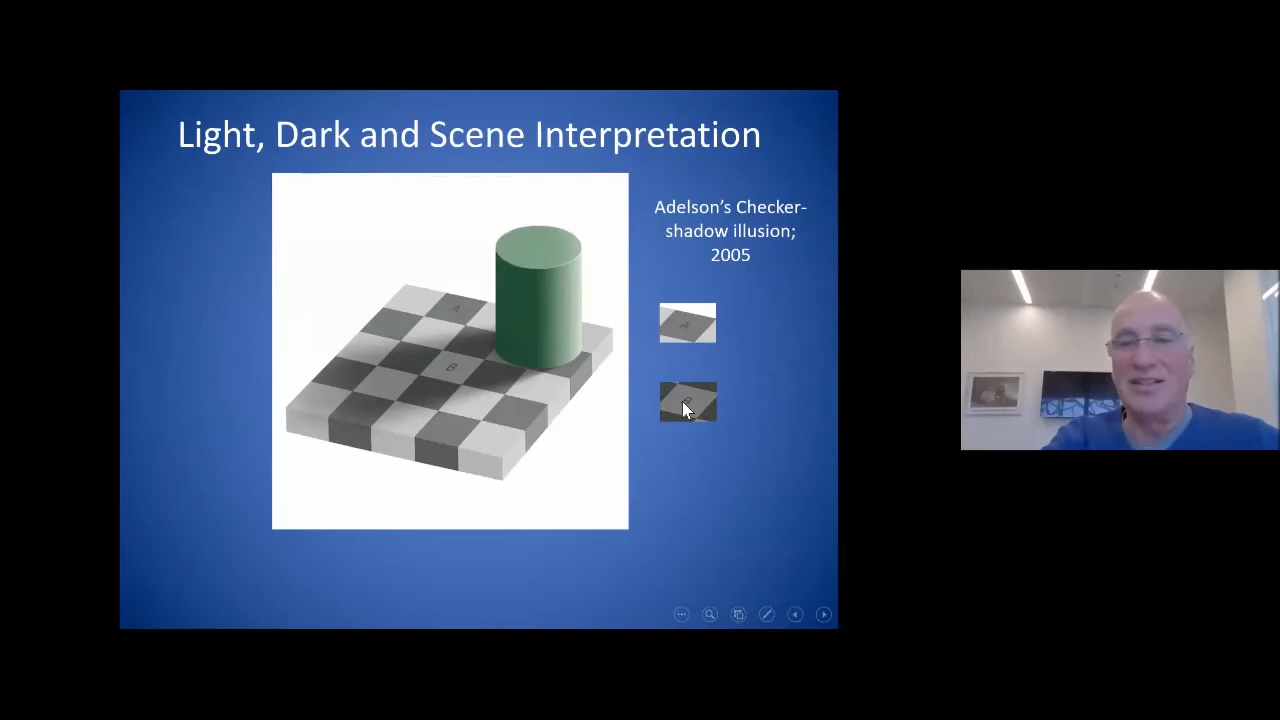 Light, Dark and Scene Interpretation
Adelson's Checker-
shadow illusion;
2005
A
B
A
B